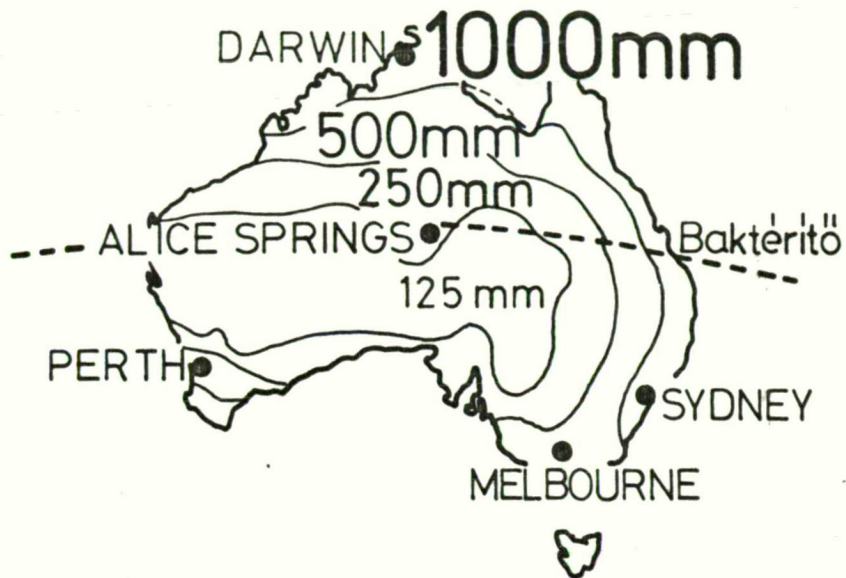 DARWIN 1000mm
500mm
250mm
ALICE SPRINGS Baktérítő
125 mm
PERTH
SYDNEY
MELBOURNE